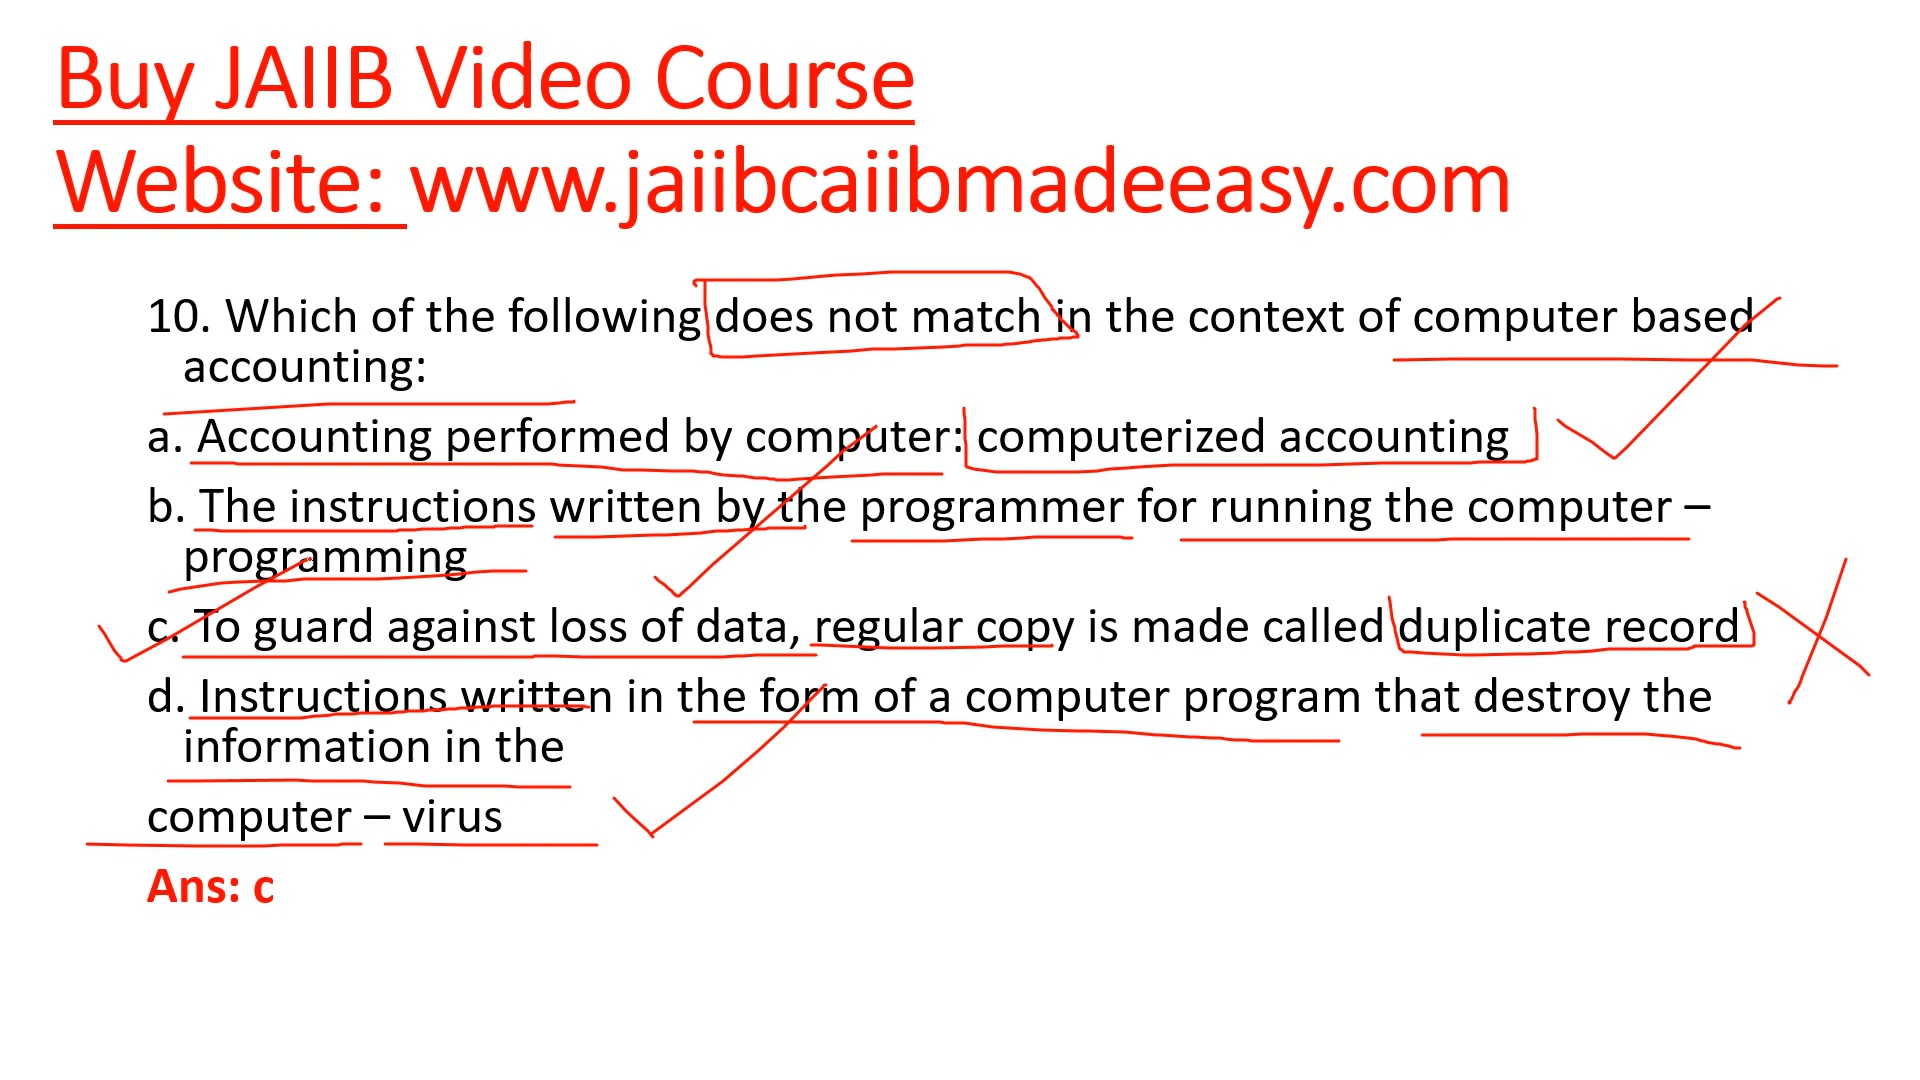 Buy JAIIB Video Course
Website: www.jaiibcaiibmadeeasy.com
10. Which of the following does not match in the context of computer based
accounting:
a. Accounting performed by computer: computerized accounting
b. The instructions written by the programmer for running the computer –
programming
c. To guard against loss of data, regular copy is made called duplicate record
d. Instructions written in the form of a computer program that destroy the
information in the
computer – virus
Ans: c